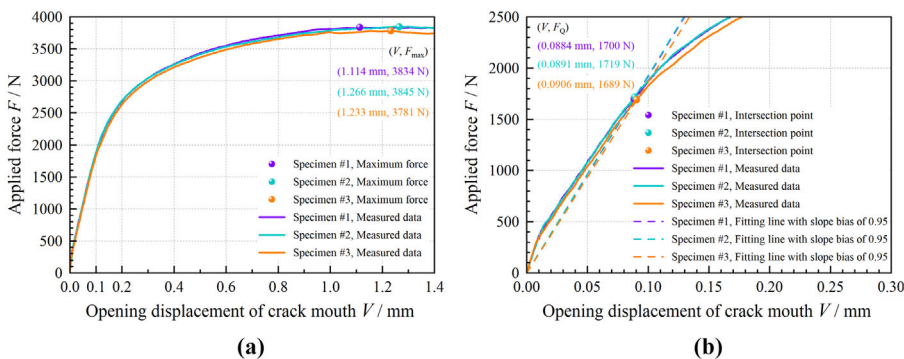 4000
3500
3000
2500
2000
1500
1000
500
0
Applied force F / N
(V, Fmax)
(1.114 mm, 3834 N)
(1.266 mm, 3845 N)
(1.233 mm, 3781 N)
Specimen #1, Maximum force
Specimen #2, Maximum force
Specimen #3, Maximum force
Specimen #1, Measured data
Specimen #2, Measured data
Specimen #3, Measured data
0.0 0.1 0.2 0.4 0.6 0.8 1.0 1.2 1.4
Opening displacement of crack mouth V / mm
(a)
2500
2000
1500
1000
500
0
Applied force F / N
(V, FQ)
(0.0884 mm, 1700 N)
(0.0891 mm, 1719 N)
(0.0906 mm, 1689 N)
Specimen #1, Intersection point
Specimen #2, Intersection point
Specimen #3, Intersection point
Specimen #1, Measured data
Specimen #2, Measured data
Specimen #3, Measured data
Specimen #1, Fitting line with slope bias of 0.95
Specimen #2, Fitting line with slope bias of 0.95
Specimen #3, Fitting line with slope bias of 0.95
0.00 0.05 0.10 0.15 0.20 0.25 0.30
Opening displacement of crack mouth V / mm
(b)